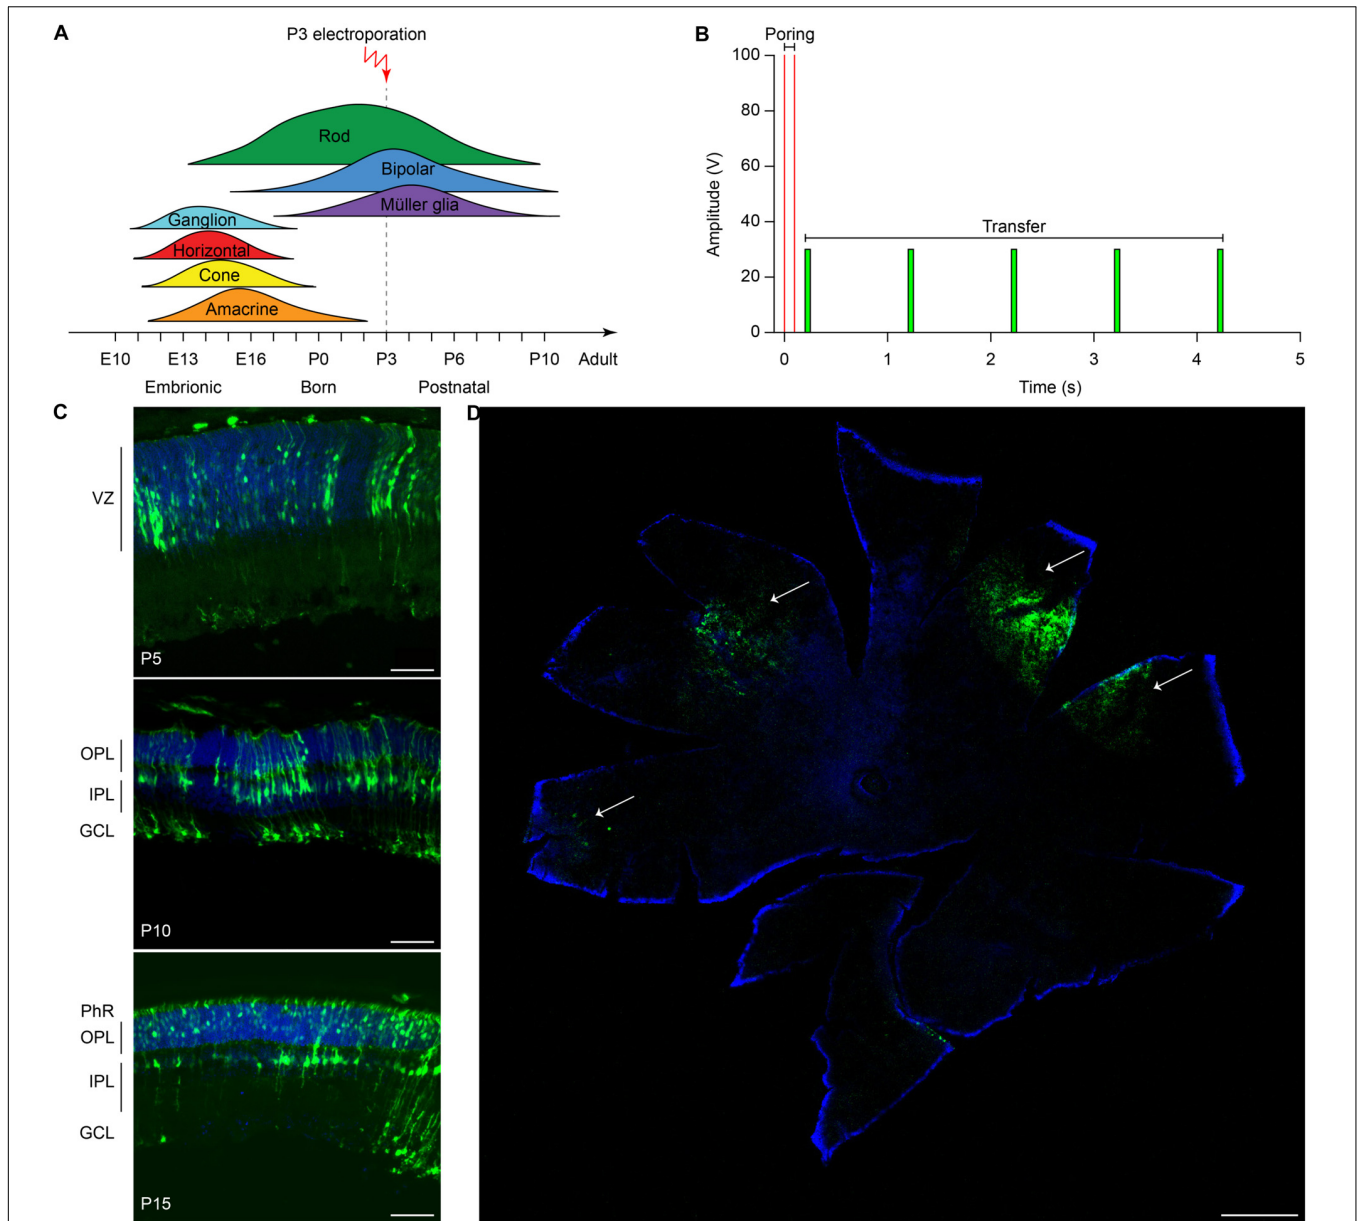 A
P3 electroporation
Rod
Bipolar
Müller glia
Ganglion
Horizontal
Cone
Amacrine
E10 E13 E16 P0 P3 P6 P10 Adult
Embrionic Born Postnatal
B
Poring
100
80
60
40
20
0
Amplitude (V)
Transfer
0 1 2 3 4 5
Time (s)
C
VZ
P5
OPL
IPL
GCL
P10
PhR
OPL
IPL
GCL
P15
D